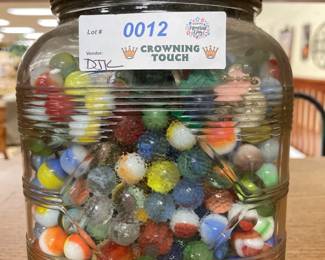 Lot #
0012
Vendor:
DJK
CROWNING
TOUCH